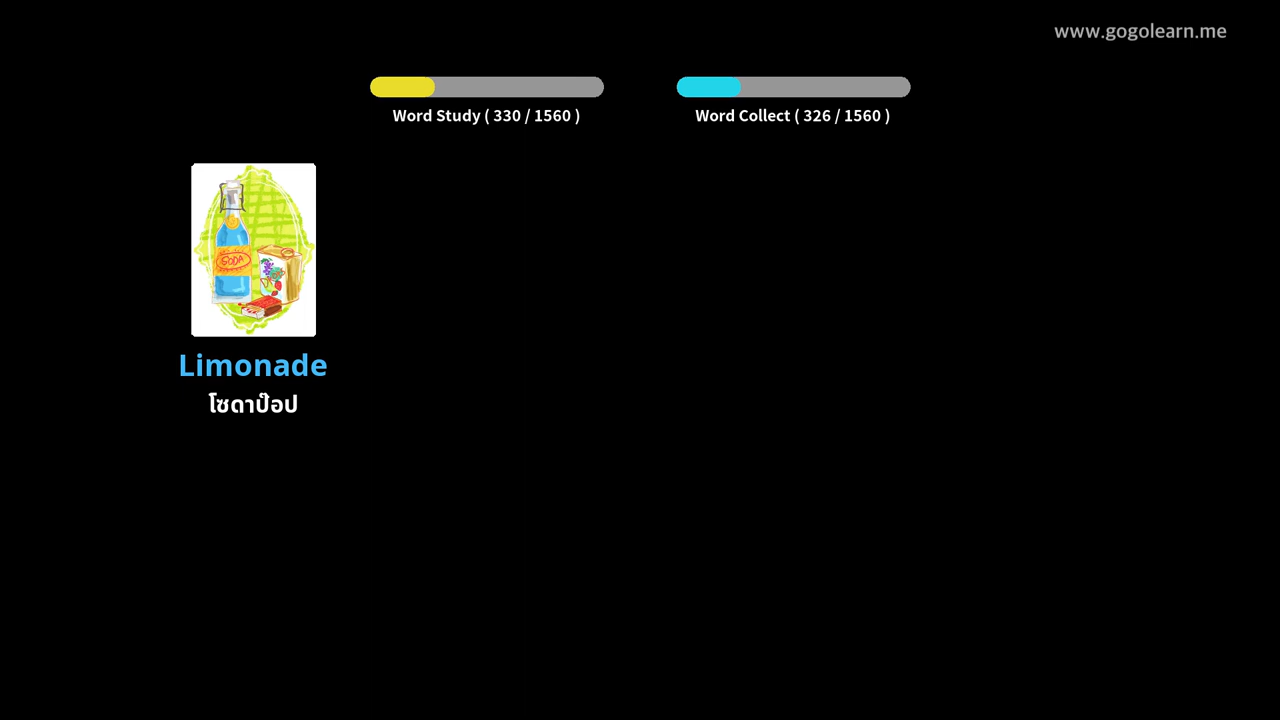 www.gogolearn.me
Word Study ( 330 / 1560 )
Word Collect ( 326 / 1560 )
SODA
Limonade
โซดาป๊อป